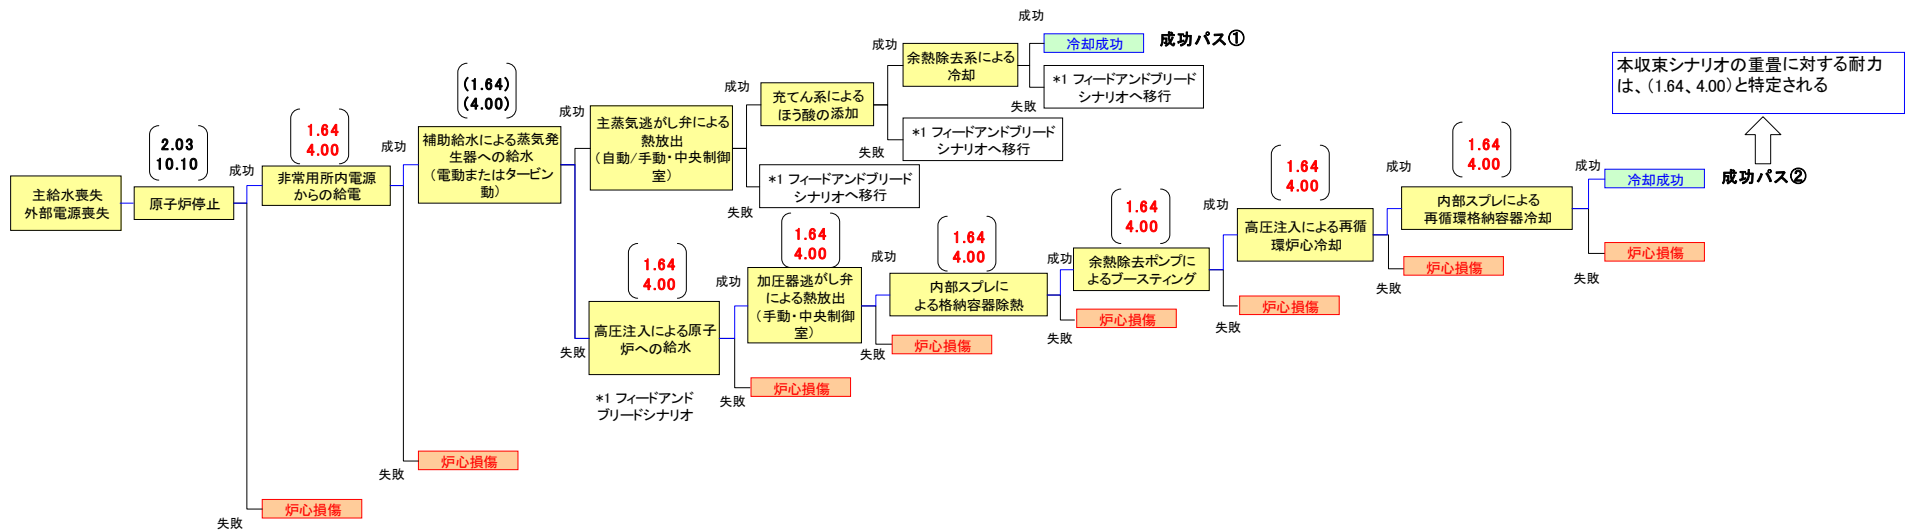 主給水喪失
外部電源喪失
2.03
10.10
原子炉停止
成功
失敗
炉心損傷
1.64
4.00
非常用所内電源
からの給電
成功
失敗
炉心損傷
(1.64)
(4.00)
補助給水による蒸気発
生器への給水
（電動またはタービン
動）
成功
失敗
主蒸気逃がし弁による
熱放出
（自動/手動・中央制御
室）
成功
失敗
*1 フィードアンドブリード
シナリオへ移行
充てん系による
ほう酸の添加
成功
失敗
*1 フィードアンドブリード
シナリオへ移行
余熱除去系による
冷却
成功
冷却成功
成功パス①
失敗
*1 フィードアンドブリード
シナリオへ移行
1.64
4.00
高圧注入による原子
炉への給水
*1 フィードアンド
ブリードシナリオ
成功
失敗
炉心損傷
1.64
4.00
加圧器逃がし弁
による熱放出
（手動・中央制御
室）
成功
失敗
炉心損傷
1.64
4.00
内部スプレに
よる格納容器除熱
成功
失敗
炉心損傷
1.64
4.00
余熱除去ポンプに
よるブースティング
成功
失敗
炉心損傷
1.64
4.00
高圧注入による再循
環炉心冷却
成功
失敗
炉心損傷
1.64
4.00
内部スプレによる
再循環格納容器冷却
成功
冷却成功
成功パス②
失敗
炉心損傷
本収束シナリオの重畳に対する耐力
は、(1.64、4.00)と特定される